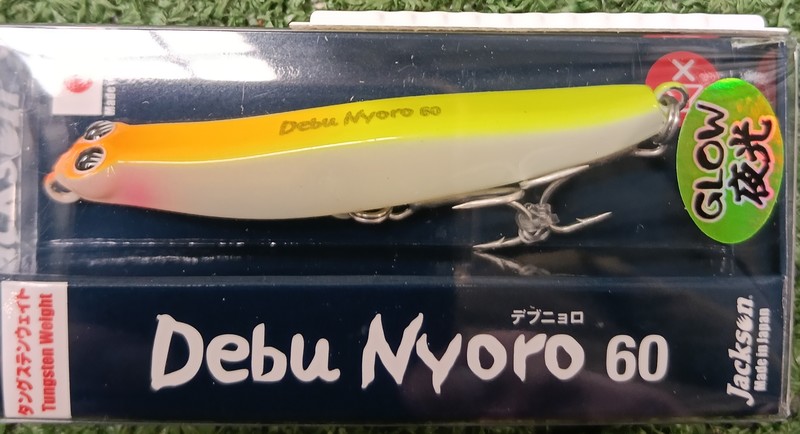 Debu Nyoro 60
GLOW
夜光
タングステンウェイト
Tungsten Weight
デブニョロ
Debu Nyoro 60
Jackson
Made in Japan